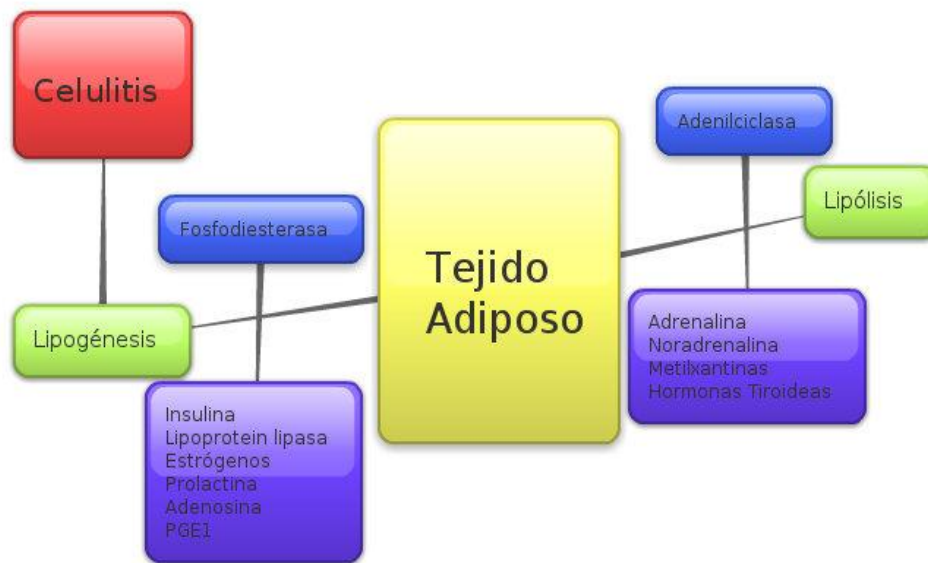 Celulitis
Fosfodiesterasa
Lipogénesis
Insulina
Lipoprotein lipasa
Estrógenos
Prolactina
Adenosina
PGE1
Tejido
Adiposo
Adenilciclasa
Lipólisis
Adrenalina
Noradrenalina
Metilxantinas
Hormonas Tiroideas